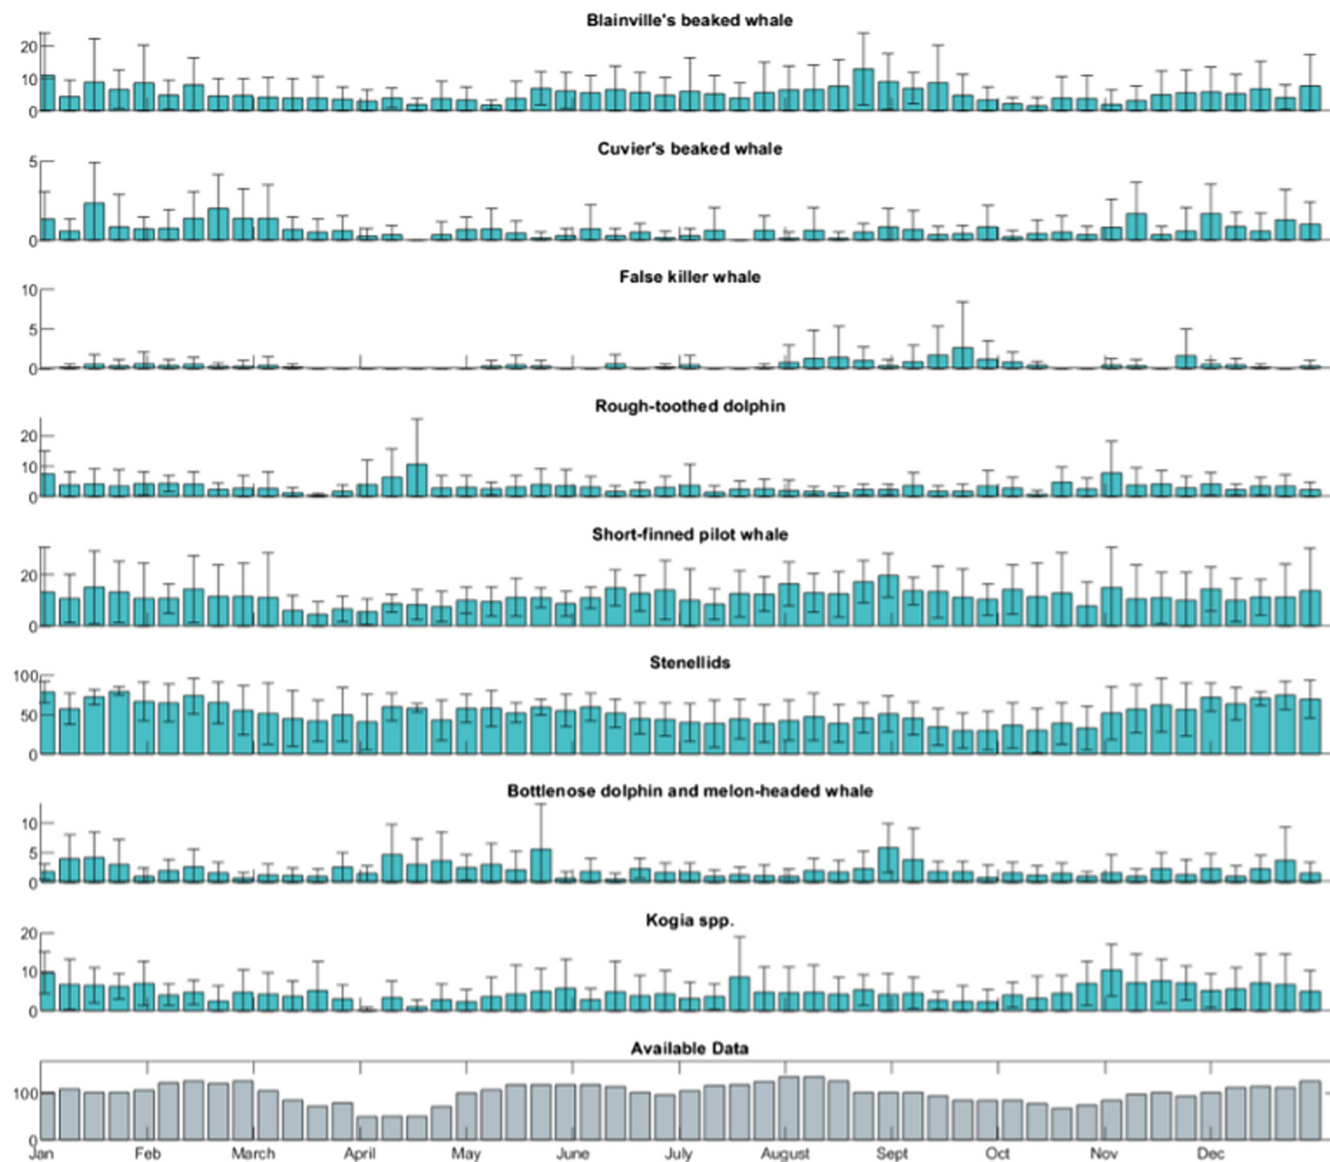 Blainville's beaked whale
20
10
0
Cuvier's beaked whale
5
0
False killer whale
10
5
0
Rough-toothed dolphin
20
10
0
Short-finned pilot whale
20
0
Stenellids
100
50
0
Bottlenose dolphin and melon-headed whale
10
5
0
Kogia spp.
20
10
0
Available Data
100
0
Jan Feb March April May June July August Sept Oct Nov Dec